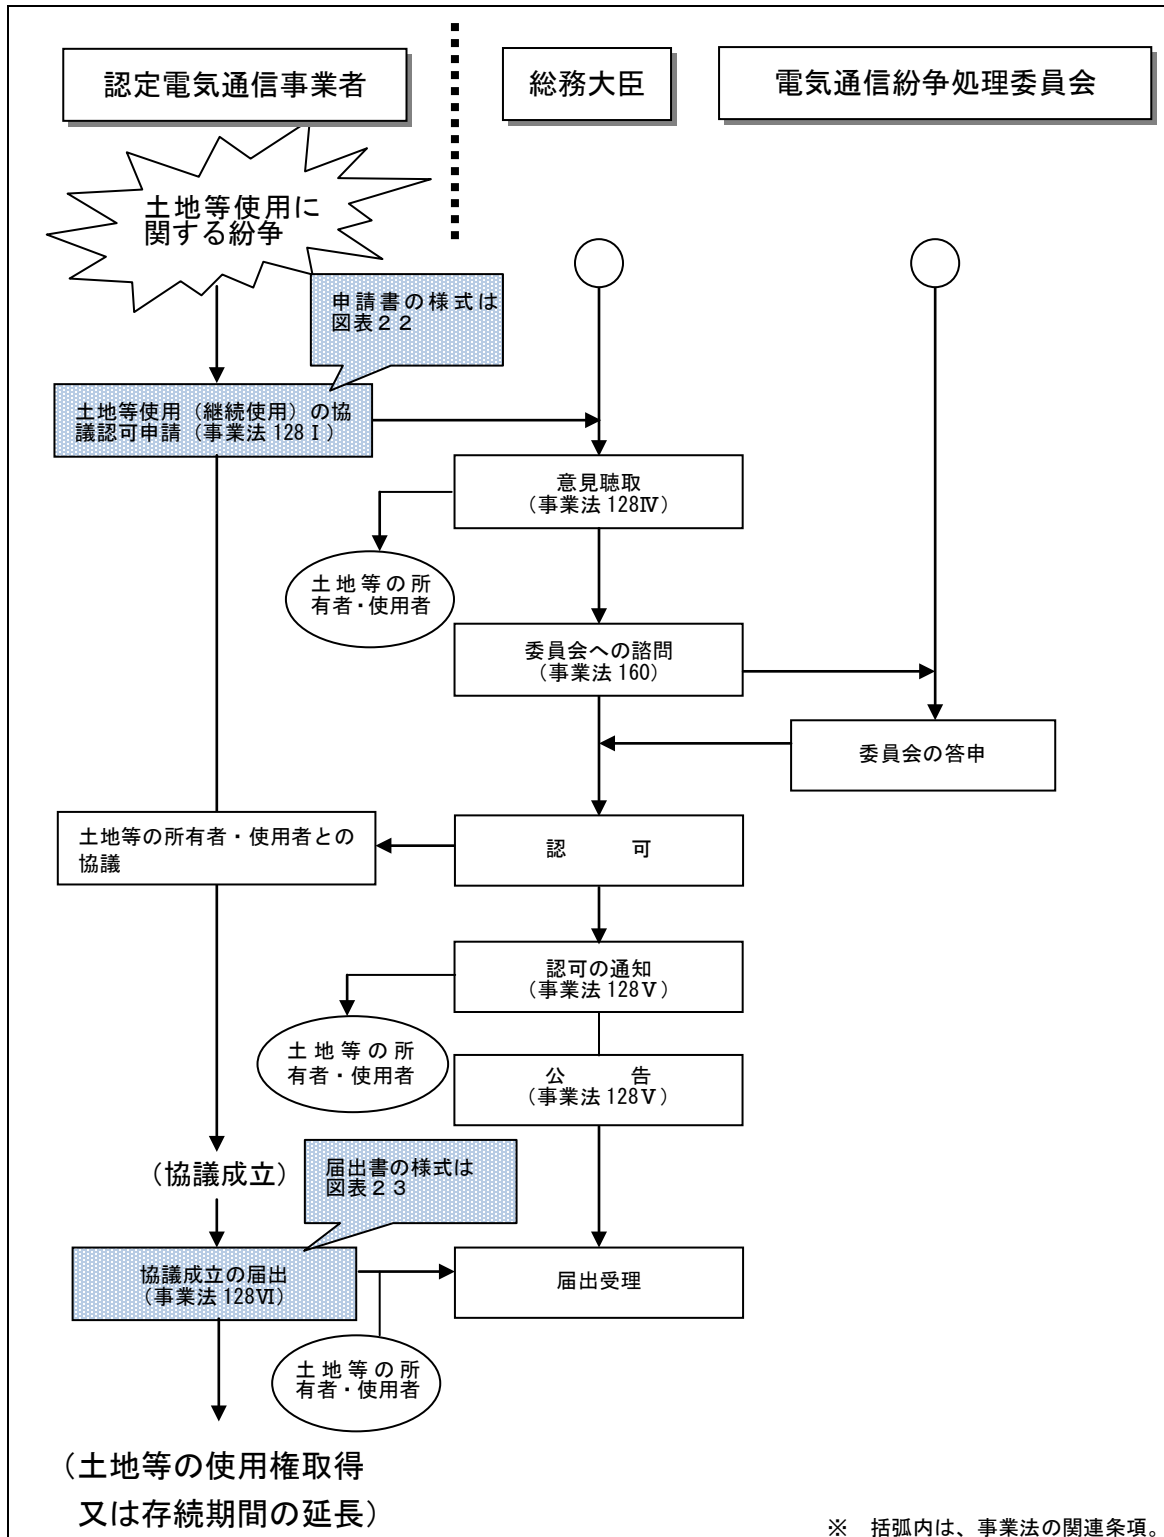 認定電気通信事業者
総務大臣
電気通信紛争処理委員会
土地等使用に
関する紛争
申請書の様式は
図表２２
土地等使用（継続使用）の協
議認可申請（事業法 128Ⅰ）
意見聴取
（事業法 128Ⅳ）
土地等の所
有者・使用者
委員会への諮問
（事業法 160）
委員会の答申
土地等の所有者・使用者との
協議
認　　可
認可の通知
（事業法 128Ⅴ）
土地等の所
有者・使用者
公　　告
（事業法 128Ⅴ）
（協議成立）
届出書の様式は
図表２３
協議成立の届出
（事業法 128Ⅵ）
届出受理
土地等の所
有者・使用者
（土地等の使用権取得
又は存続期間の延長）
※　括弧内は、事業法の関連条項。